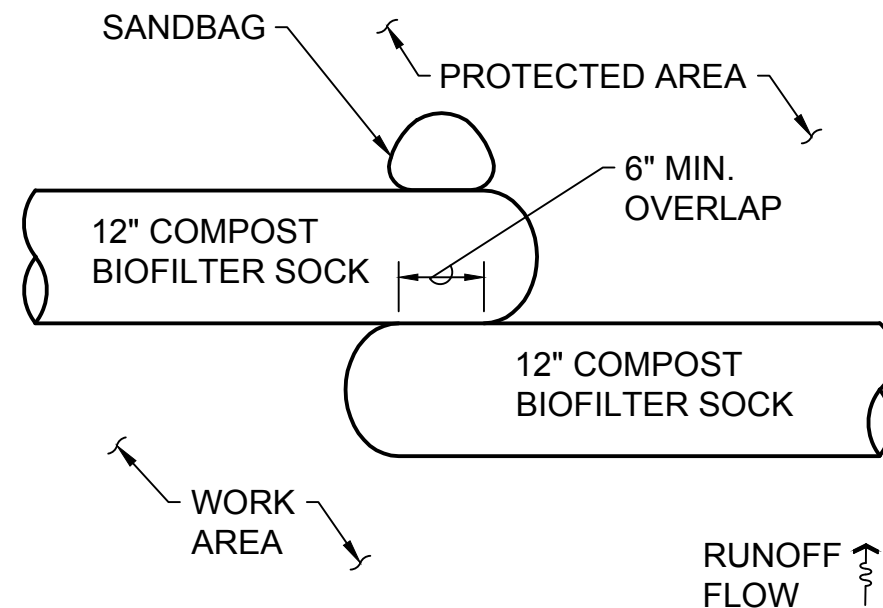 SANDBAG
PROTECTED AREA
6" MIN.
OVERLAP
12" COMPOST
BIOFILTER SOCK
12" COMPOST
BIOFILTER SOCK
WORK
AREA
RUNOFF
FLOW